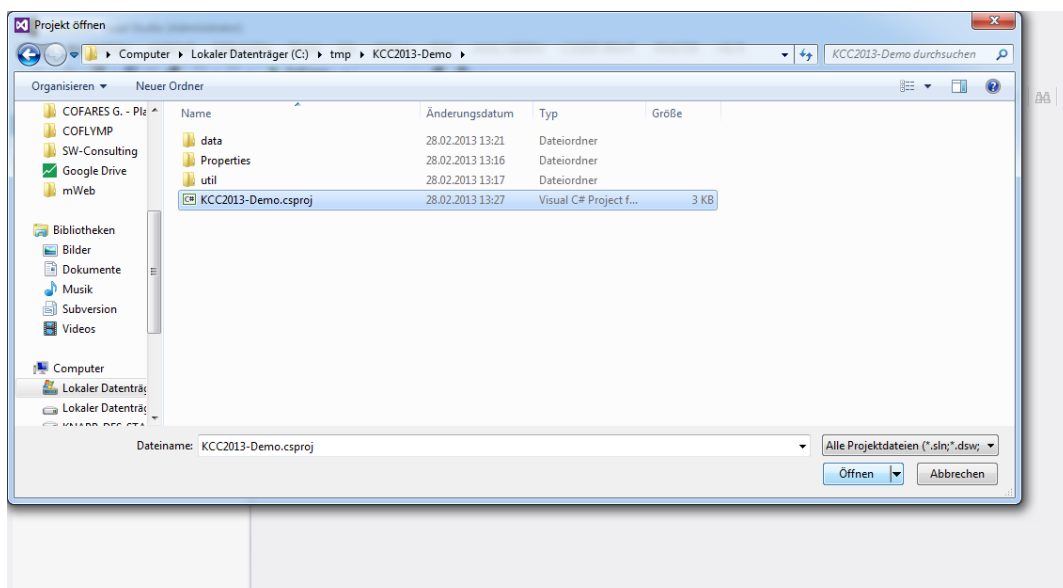 Projekt öffnen
Computer Lokaler Datenträger (C:) tmp KCC2013-Demo
KCC2013-Demo durchsuchen
Organisieren Neuer Ordner
Name Änderungsdatum Typ Größe
COFARES G. - Pla
COFLYMP
SW-Consulting
Google Drive
mWeb
Bibliotheken
Bilder
Dokumente
Musik
Subversion
Videos
Computer
Lokaler Datenträg
Lokaler Datenträg
data 28.02.2013 13:21 Dateiordner
Properties 28.02.2013 13:16 Dateiordner
util 28.02.2013 13:17 Dateiordner
C# KCC2013-Demo.csproj 28.02.2013 13:27 Visual C# Project f... 3 KB
Dateiname: KCC2013-Demo.csproj
Alle Projektdateien (*.sln;*.dsw;
Öffnen Abbrechen